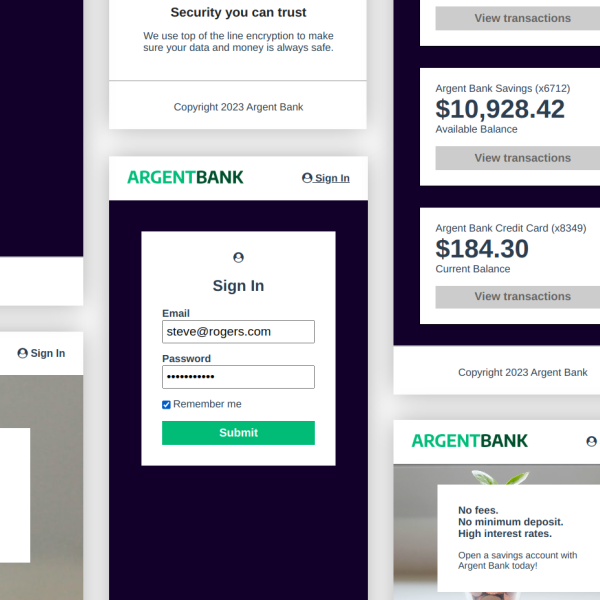 Security you can trust
We use top of the line encryption to make
sure your data and money is always safe.
Copyright 2023 Argent Bank
ARGENTBANK
Sign In
Sign In
Email
steve@rogers.com
Password
•••••••••••
Remember me
Submit
Sign In
View transactions
Argent Bank Savings (x6712)
$10,928.42
Available Balance
View transactions
Argent Bank Credit Card (x8349)
$184.30
Current Balance
View transactions
Copyright 2023 Argent Bank
ARGENTBANK
No fees.
No minimum deposit.
High interest rates.
Open a savings account with
Argent Bank today!